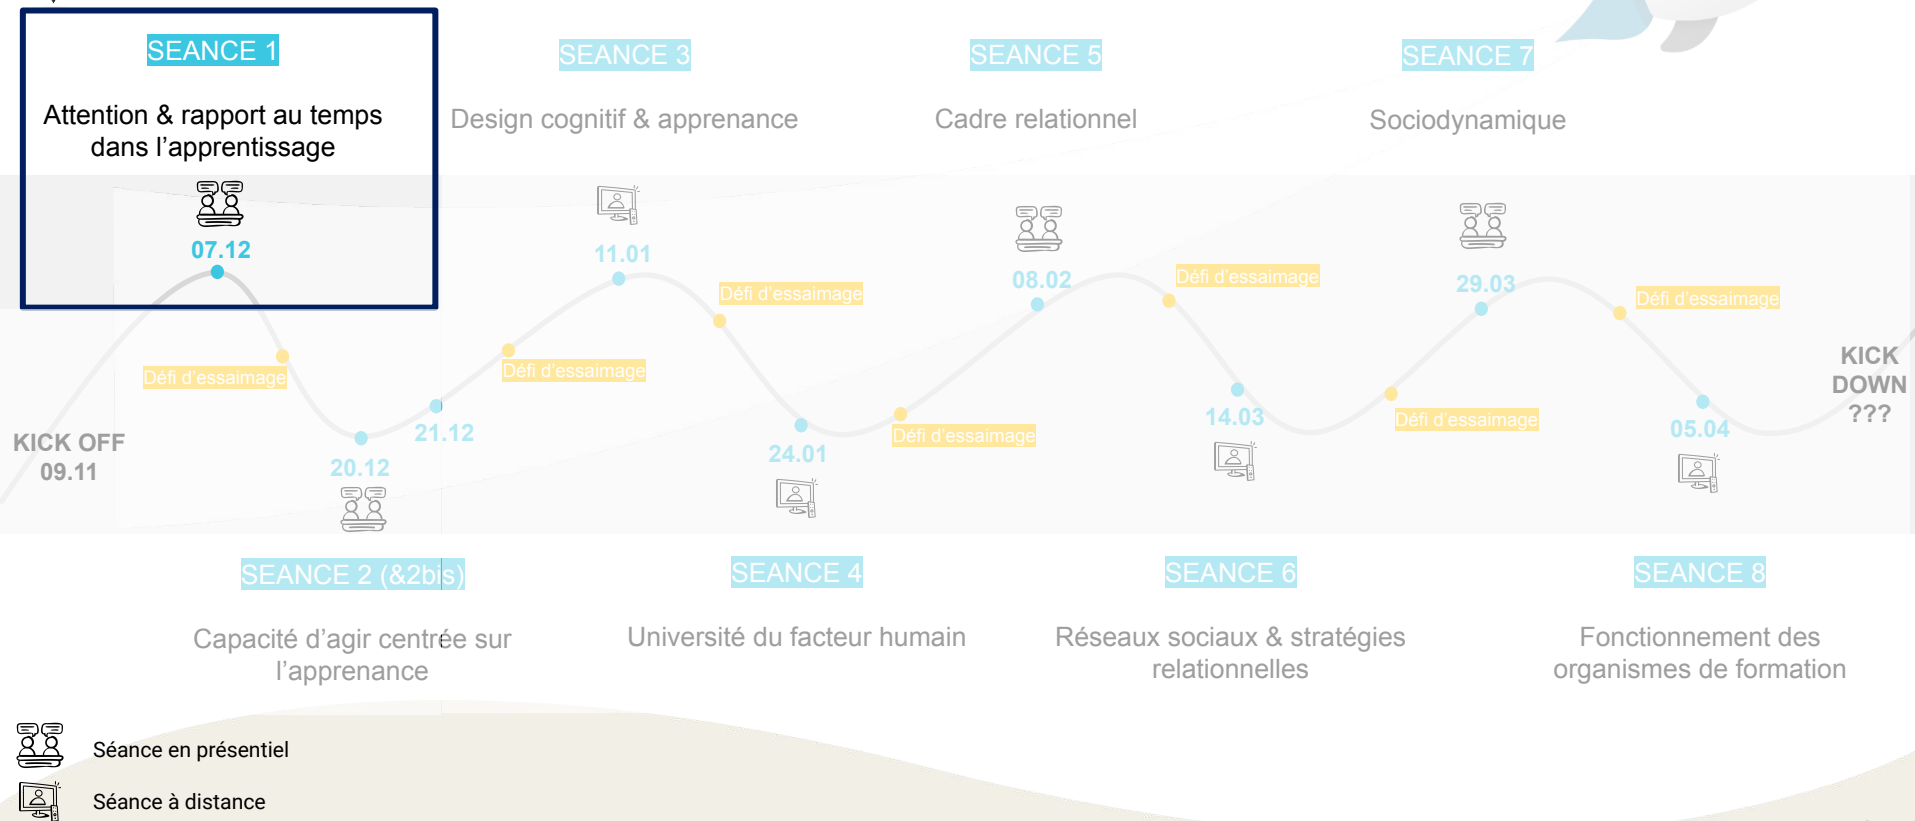 SEANCE 1
Attention & rapport au temps
dans l’apprentissage
07.12
SEANCE 3
Design cognitif & apprenance
11.01
SEANCE 5
Cadre relationnel
08.02
SEANCE 7
Sociodynamique
29.03
Défi d’essaimage
Défi d’essaimage
Défi d’essaimage
Défi d’essaimage
Défi d’essaimage
Défi d’essaimage
Défi d’essaimage
KICK OFF
09.11
20.12
21.12
24.01
14.03
05.04
KICK
DOWN
???
SEANCE 2 (&2bis)
Capacité d’agir centrée sur
l’apprenance
SEANCE 4
Université du facteur humain
SEANCE 6
Réseaux sociaux & stratégies
relationnelles
SEANCE 8
Fonctionnement des
organismes de formation
Séance en présentiel
Séance à distance